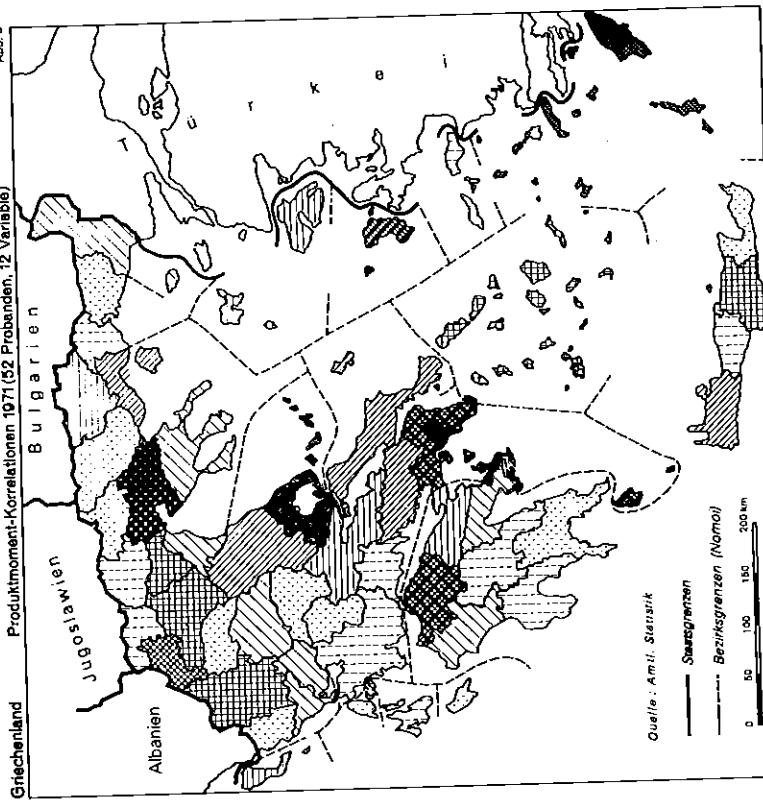 Griechenland Produktmoment-Korrelationen 1971 (52 Probanden, 12 Variable)
Bulgarien
Jugoslawien
Albanien
Türkei
Quelle: Amtl. Statistik
Staatsgrenzen
Bezirksgrenzen (Nomoi)
0 50 100 150 200 km